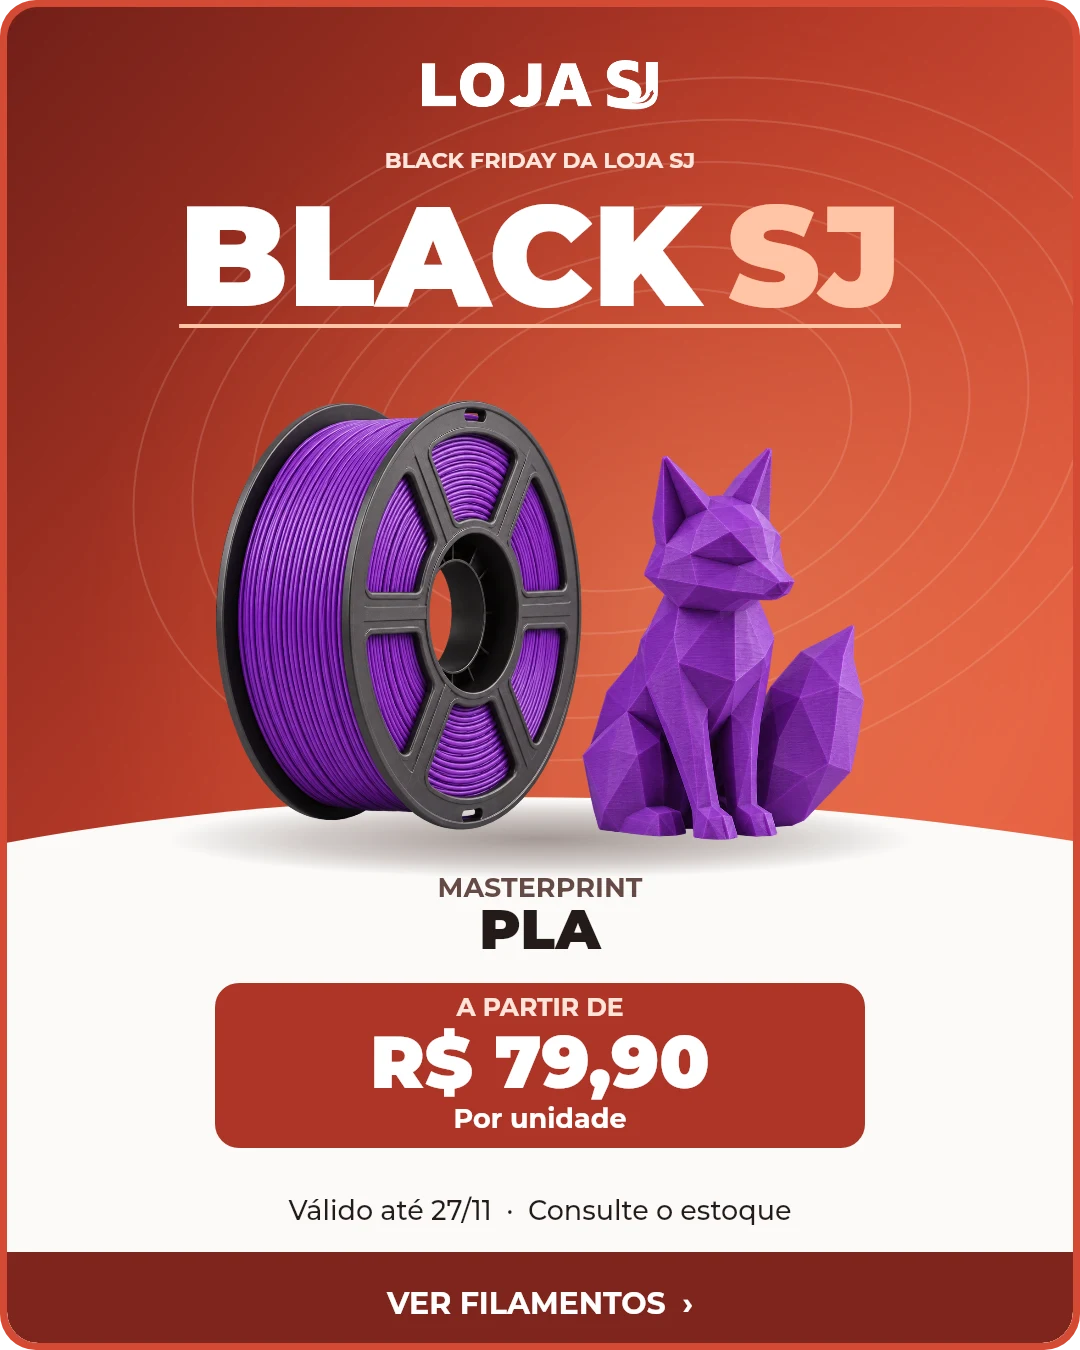 LOJA SJ
BLACK FRIDAY DA LOJA SJ
BLACK SJ
MASTERPRINT
PLA
A PARTIR DE
R$ 79,90
Por unidade
Válido até 27/11 · Consulte o estoque
VER FILAMENTOS ›